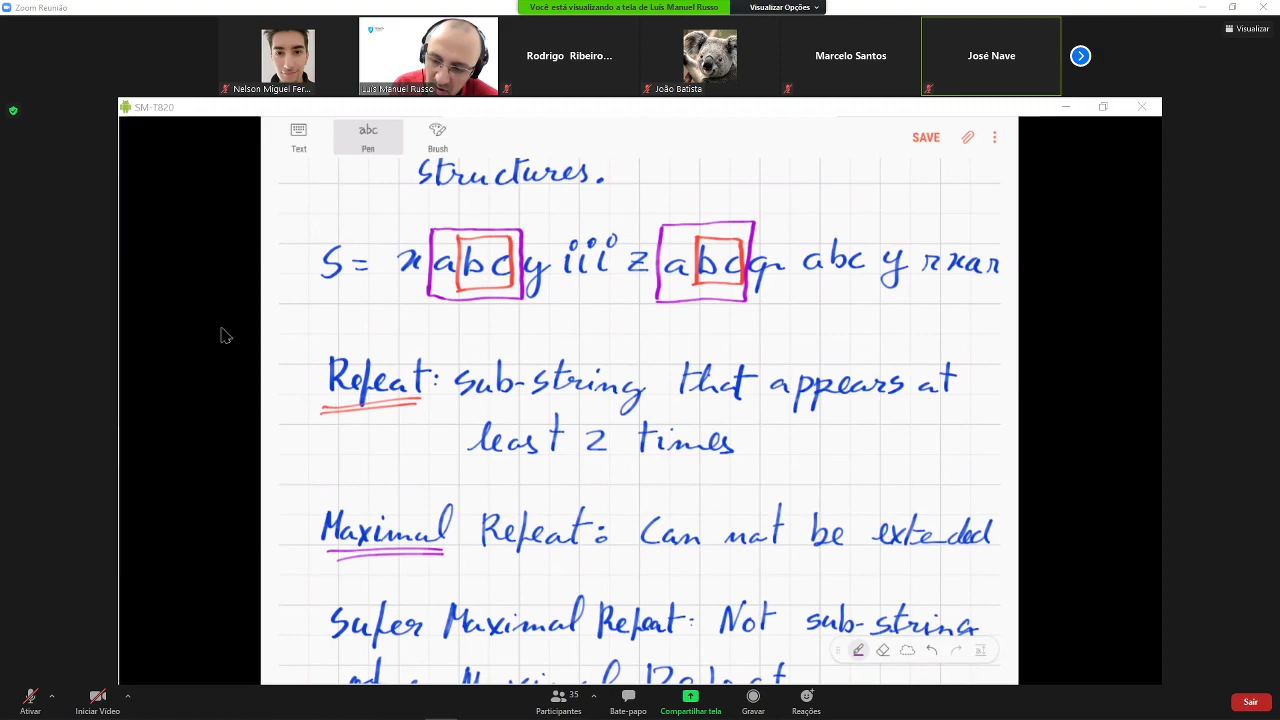 Zoom Reunião
Você está visualizando a tela de Luís Manuel Russo
Visualizar Opções
Visualizar
Rodrigo Ribeiro...
Marcelo Santos
José Nave
Nelson Miguel Fer...
Luís Manuel Russo
João Batista
SM-T820
Text
abc
Pen
Brush
SAVE
structures.
S = x abc y iii z abc q abc y r x a r
Repeat: sub-string that appears at
least 2 times
Maximal Repeat: Can not be extended
Super Maximal Repeat: Not sub-string
of a Maximal Repeat
Ativar
Iniciar Vídeo
35
Participantes
Bate-papo
Compartilhar tela
Gravar
Reações
Sair